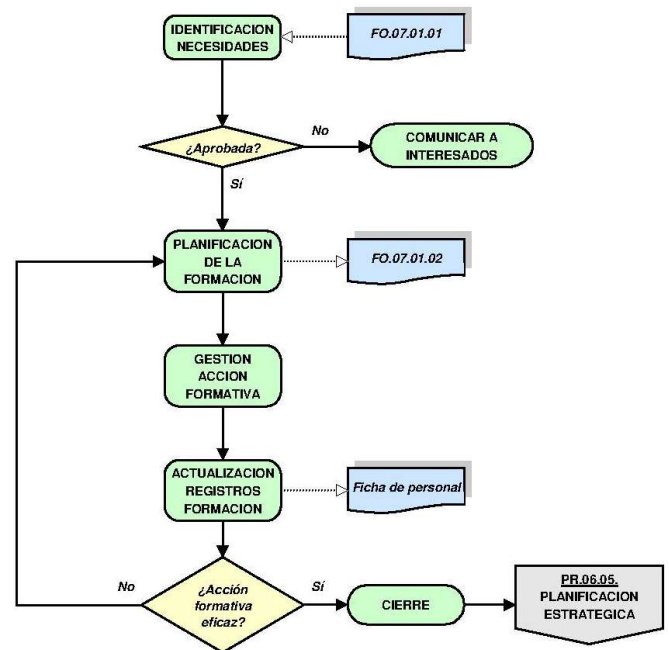 IDENTIFICACION
NECESIDADES
FO.07.01.01
¿Aprobada?
No
COMUNICAR A
INTERESADOS
Sí
PLANIFICACION
DE LA
FORMACION
FO.07.01.02
GESTION
ACCION
FORMATIVA
ACTUALIZACION
REGISTROS
FORMACION
Ficha de personal
No
¿Acción
formativa
eficaz?
Sí
CIERRE
PR.06.05.
PLANIFICACION
ESTRATEGICA